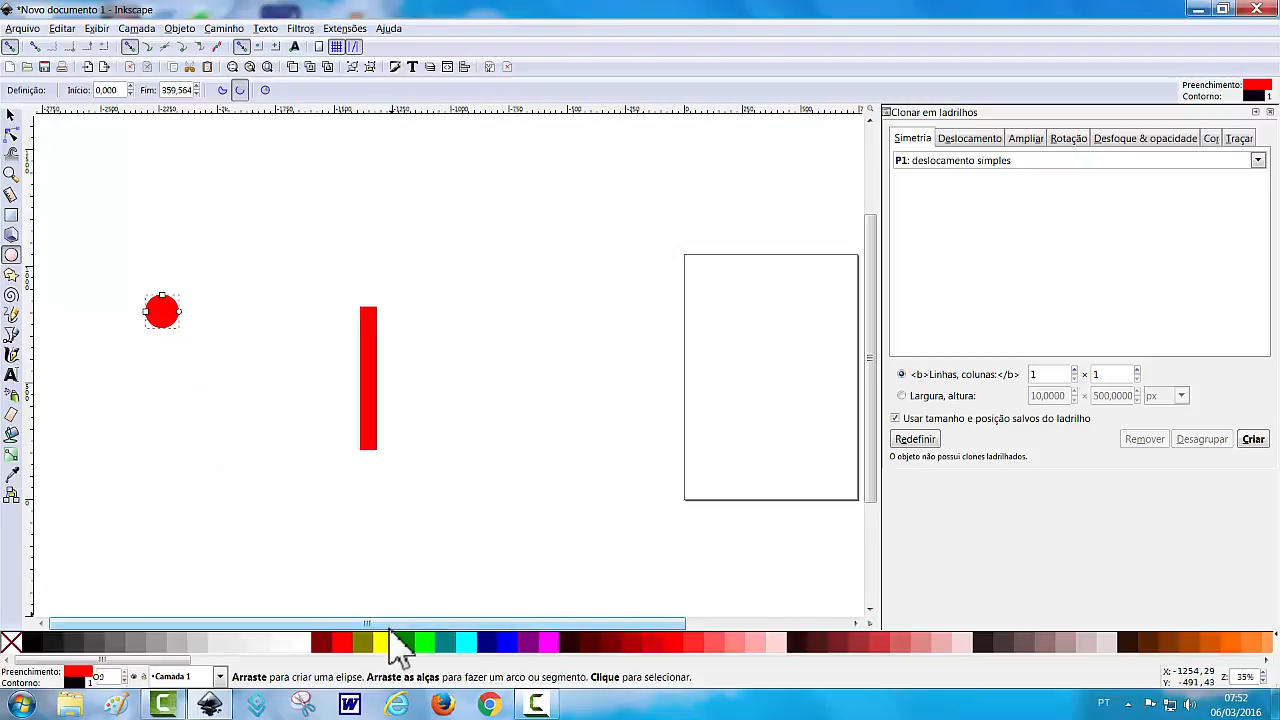 *Novo documento 1 - Inkscape
Arquivo Editar Exibir Camada Objeto Caminho Texto Filtros Extensões Ajuda
Definição: Início: 0,000 Fim: 359,564
Preenchimento:
Contorno: 1
Clonar em ladrilhos
Simetria Deslocamento Ampliar Rotação Desfoque & opacidade Cor Traçar
P1: deslocamento simples
<b>Linhas, colunas:</b> 1 × 1
Largura, altura: 10,0000 × 500,0000 px
Usar tamanho e posição salvos do ladrilho
Redefinir Remover Desagrupar Criar
O objeto não possui clones ladrilhados.
Preenchimento:
Contorno: 1
•Camada 1
Arraste para criar uma elipse. Arraste as alças para fazer um arco ou segmento. Clique para selecionar.
X:-1254,29
Y: -491,43
Z: 35%
PT
07:52
06/03/2016